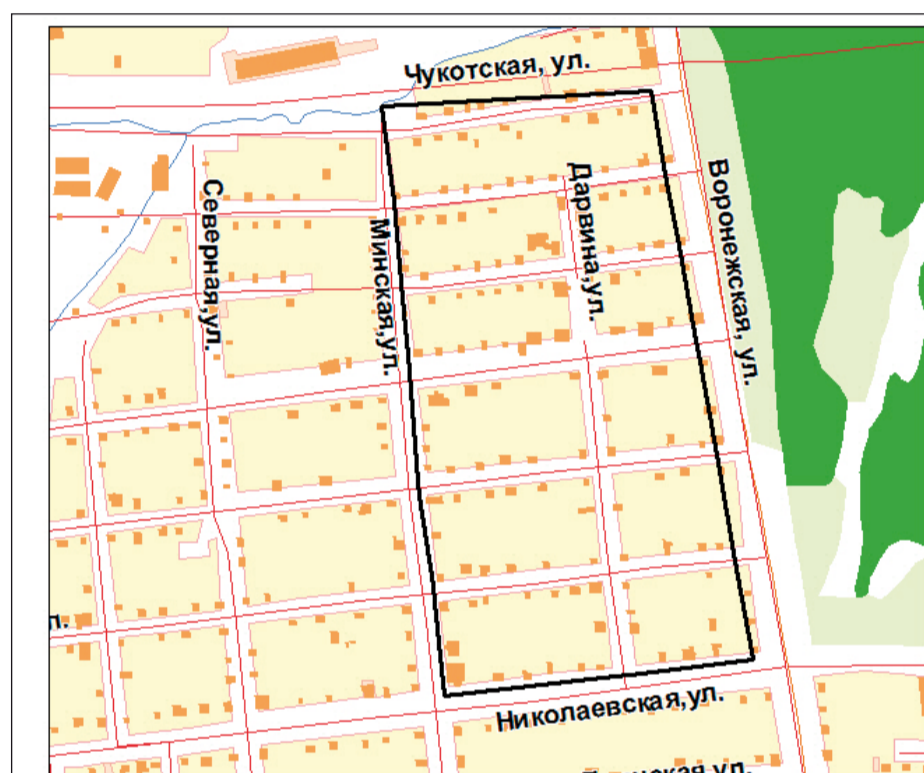 Чукотская, ул.
Северная,ул.
Минская,ул.
Дарвина,ул.
Воронежская, ул.
Николаевская,ул.